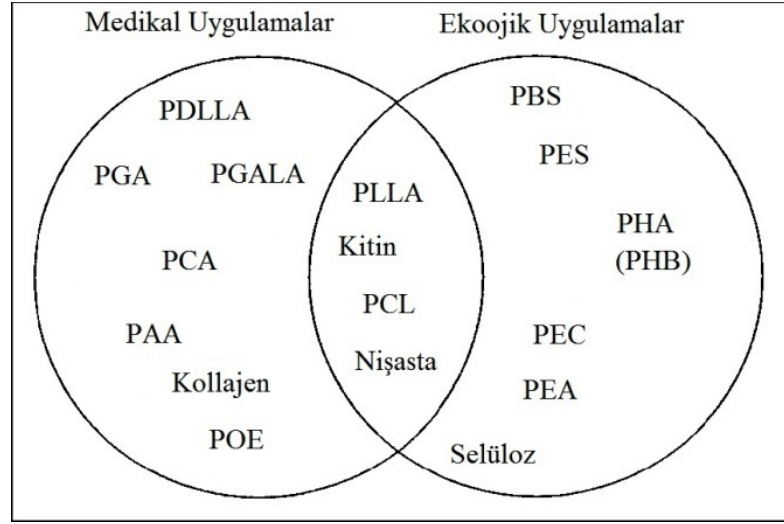 Medikal Uygulamalar
Ekoojik Uygulamalar
PDLLA
PGA
PGALA
PCA
PAA
Kollajen
POE
PLLA
Kitin
PCL
Nişasta
PBS
PES
PHA
(PHB)
PEC
PEA
Selüloz